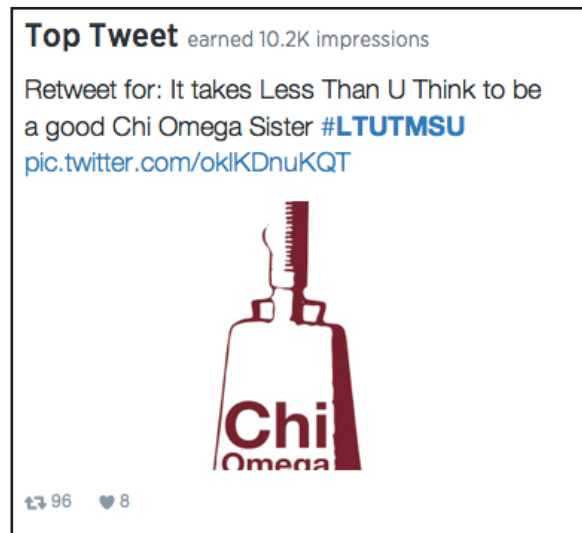 Top Tweet earned 10.2K impressions
Retweet for: It takes Less Than U Think to be
a good Chi Omega Sister #LTUTMSU
pic.twitter.com/oklKDnuKQT
Chi
Omega
96 8